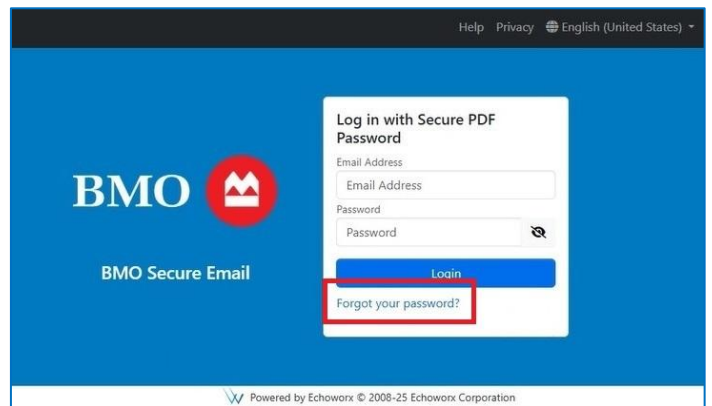 Help Privacy English (United States)
Log in with Secure PDF
Password
Email Address
Email Address
Password
Password
BMO
BMO Secure Email
Login
Forgot your password?
Powered by Echoworx © 2008-25 Echoworx Corporation